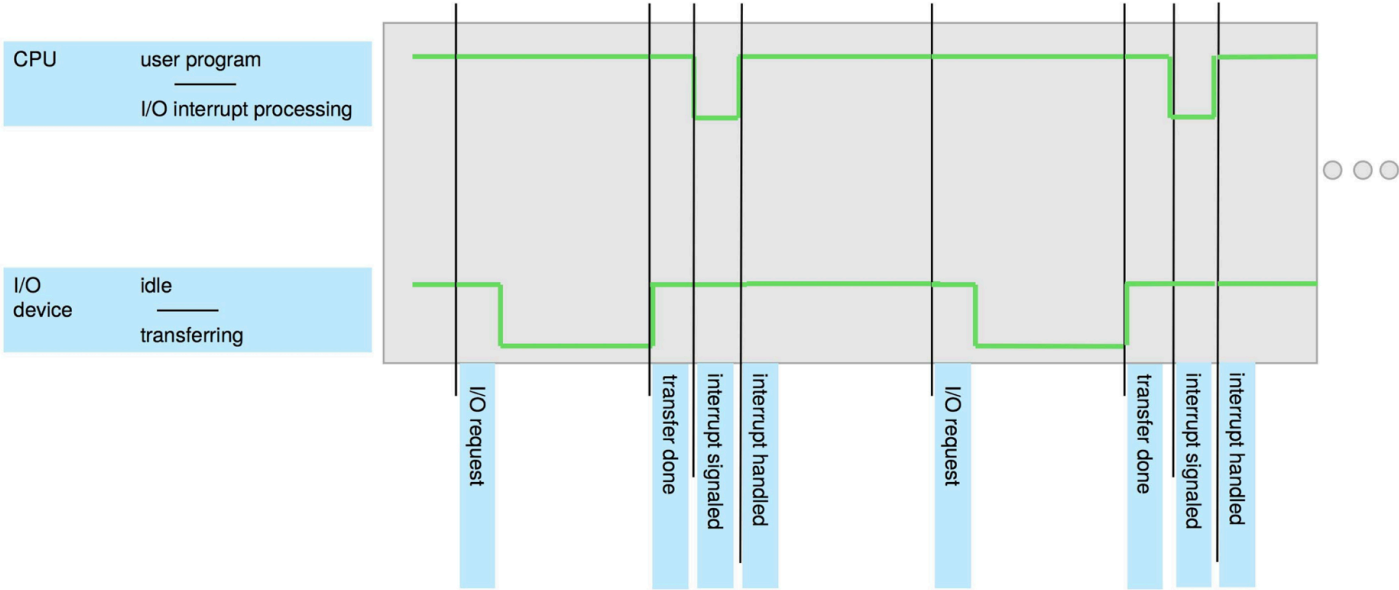 CPU
user program
I/O interrupt processing
I/O
device
idle
transferring
I/O request
transfer done
interrupt signaled
interrupt handled
I/O request
transfer done
interrupt signaled
interrupt handled